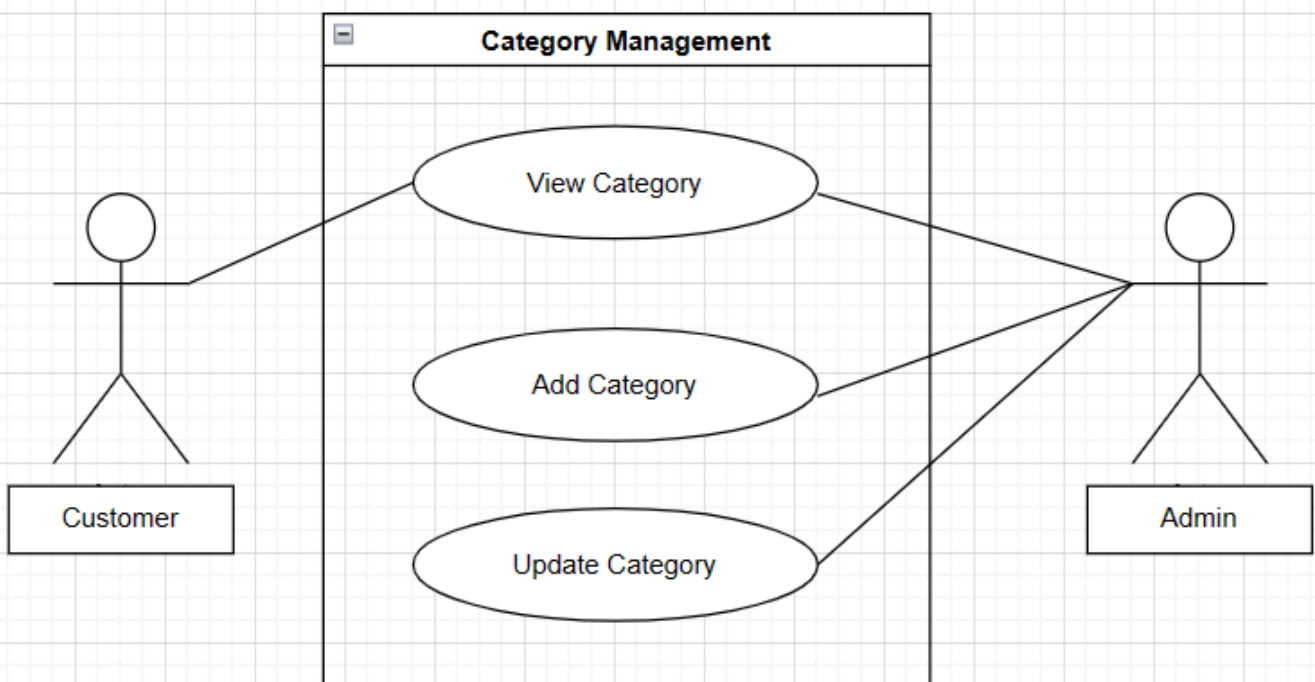 Category Management
View Category
Add Category
Update Category
Customer
Admin